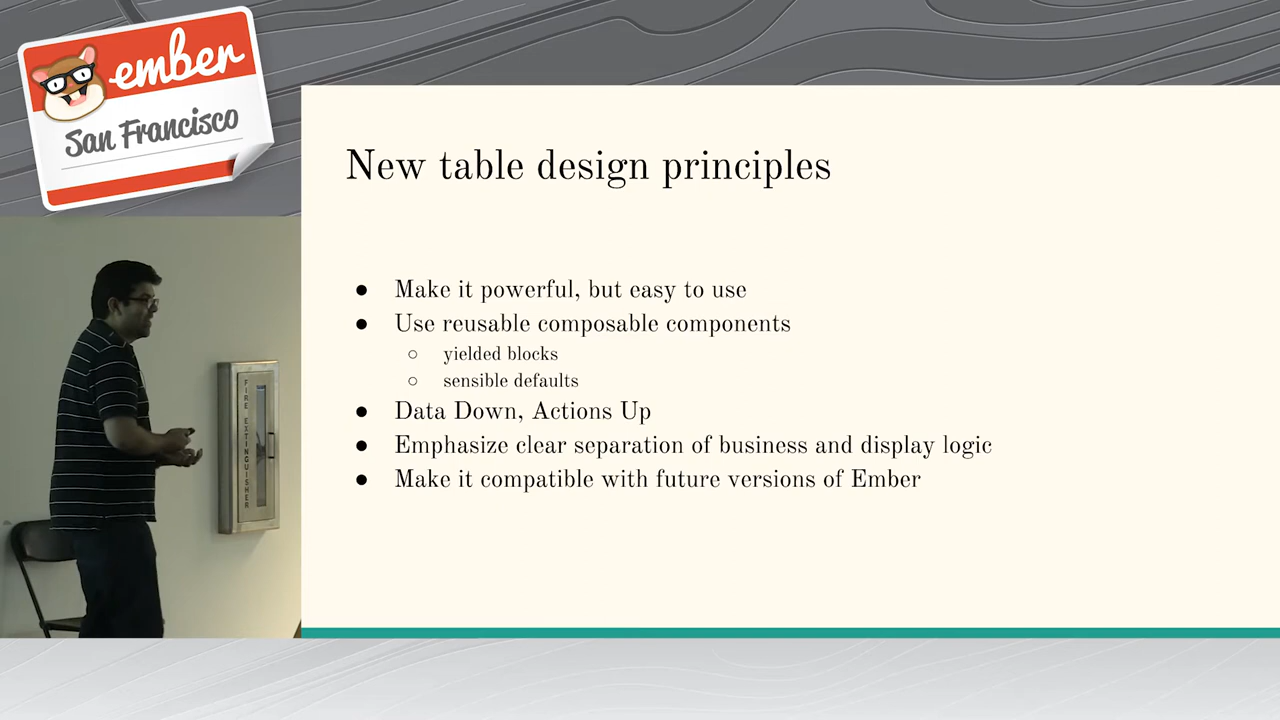 ember
San Francisco
New table design principles
● Make it powerful, but easy to use
● Use reusable composable components
○ yielded blocks
○ sensible defaults
● Data Down, Actions Up
● Emphasize clear separation of business and display logic
● Make it compatible with future versions of Ember
FIRE EXTINGUISHER